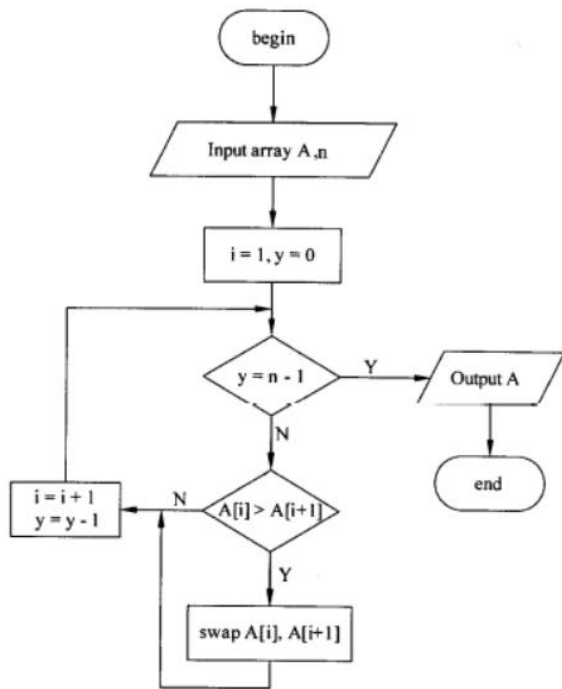 begin
Input array A ,n
i = 1, y = 0
y = n - 1
Y
Output A
N
end
A[i] > A[i+1]
N
i = i + 1
y = y - 1
Y
swap A[i], A[i+1]